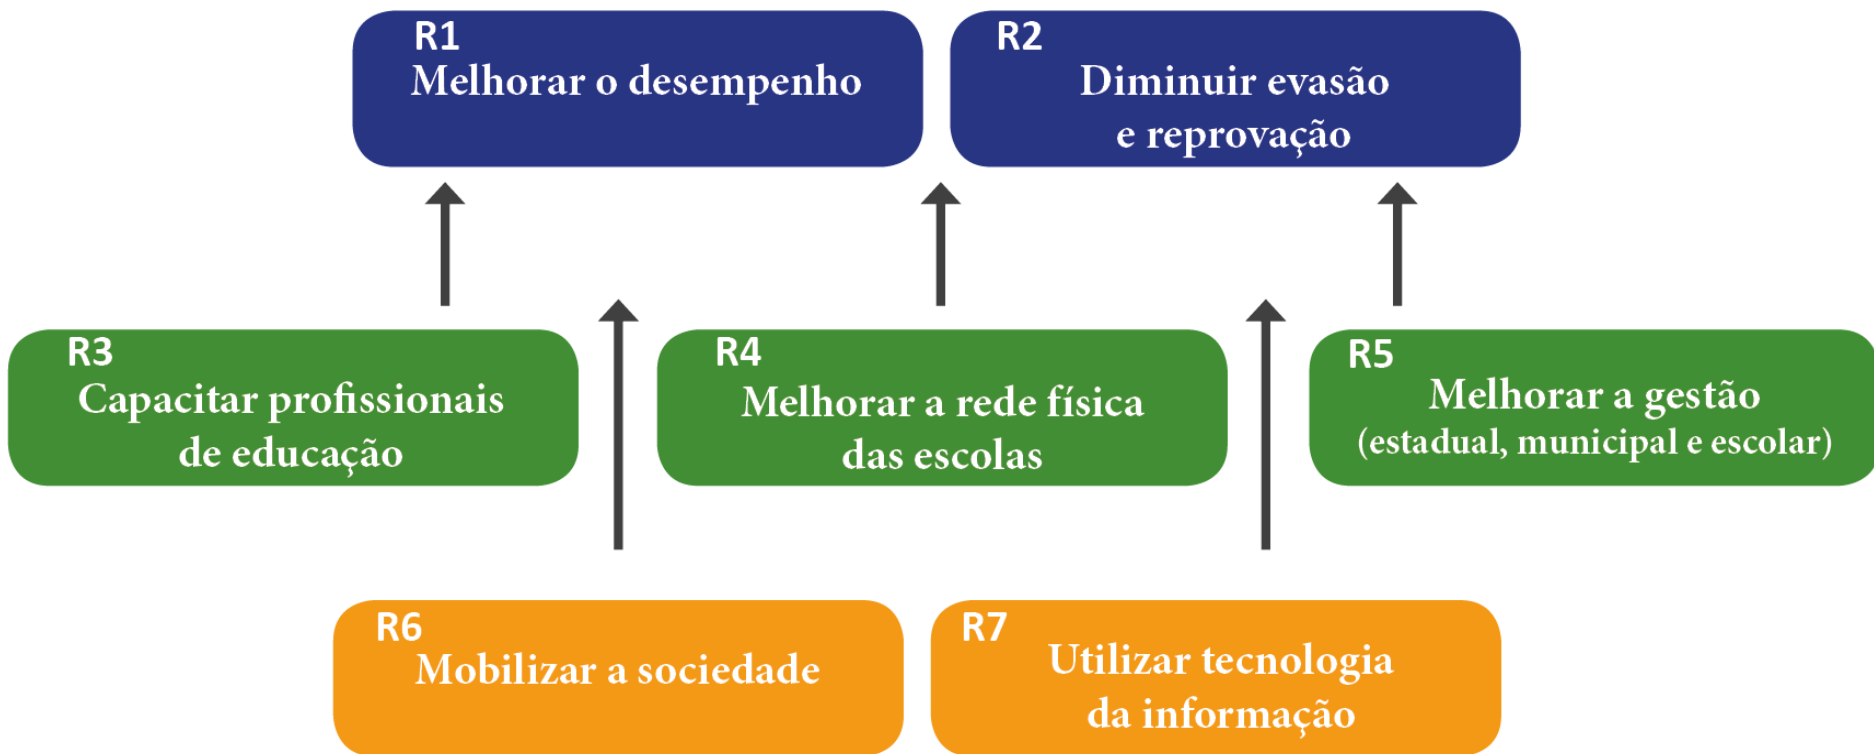 R1
Melhorar o desempenho
R2
Diminuir evasão
e reprovação
R3
Capacitar profissionais
de educação
R4
Melhorar a rede física
das escolas
R5
Melhorar a gestão
(estadual, municipal e escolar)
R6
Mobilizar a sociedade
R7
Utilizar tecnologia
da informação